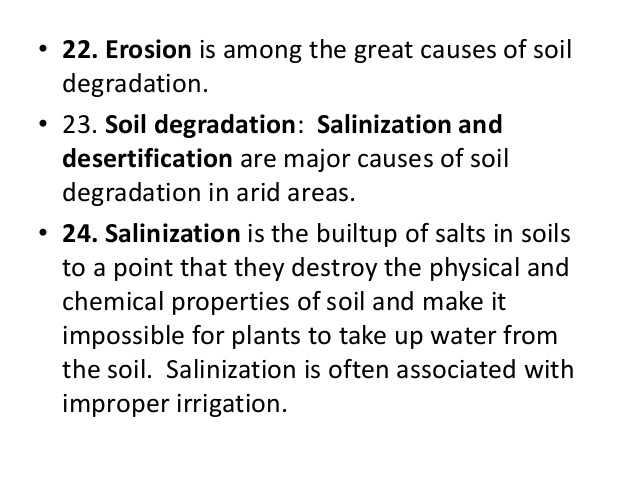 • 22. Erosion is among the great causes of soil
degradation.
• 23. Soil degradation:  Salinization and
desertification are major causes of soil
degradation in arid areas.
• 24. Salinization is the builtup of salts in soils
to a point that they destroy the physical and
chemical properties of soil and make it
impossible for plants to take up water from
the soil.  Salinization is often associated with
improper irrigation.